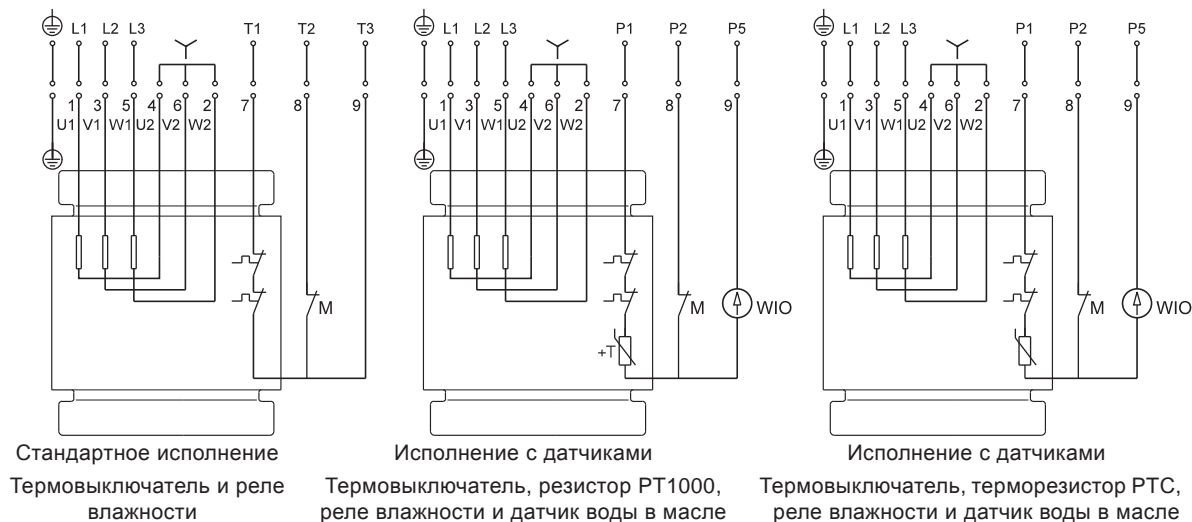 L1 L2 L3 T1 T2 T3
1 3 5 4 6 2 7 8 9
U1 V1 W1 U2 V2 W2
M
Стандартное исполнение
Термовыключатель и реле
влажности
L1 L2 L3 P1 P2 P5
1 3 5 4 6 2 7 8 9
U1 V1 W1 U2 V2 W2
M WIO
+T
Исполнение с датчиками
Термовыключатель, резистор PT1000,
реле влажности и датчик воды в масле
L1 L2 L3 P1 P2 P5
1 3 5 4 6 2 7 8 9
U1 V1 W1 U2 V2 W2
M WIO
Исполнение с датчиками
Термовыключатель, терморезистор PTC,
реле влажности и датчик воды в масле